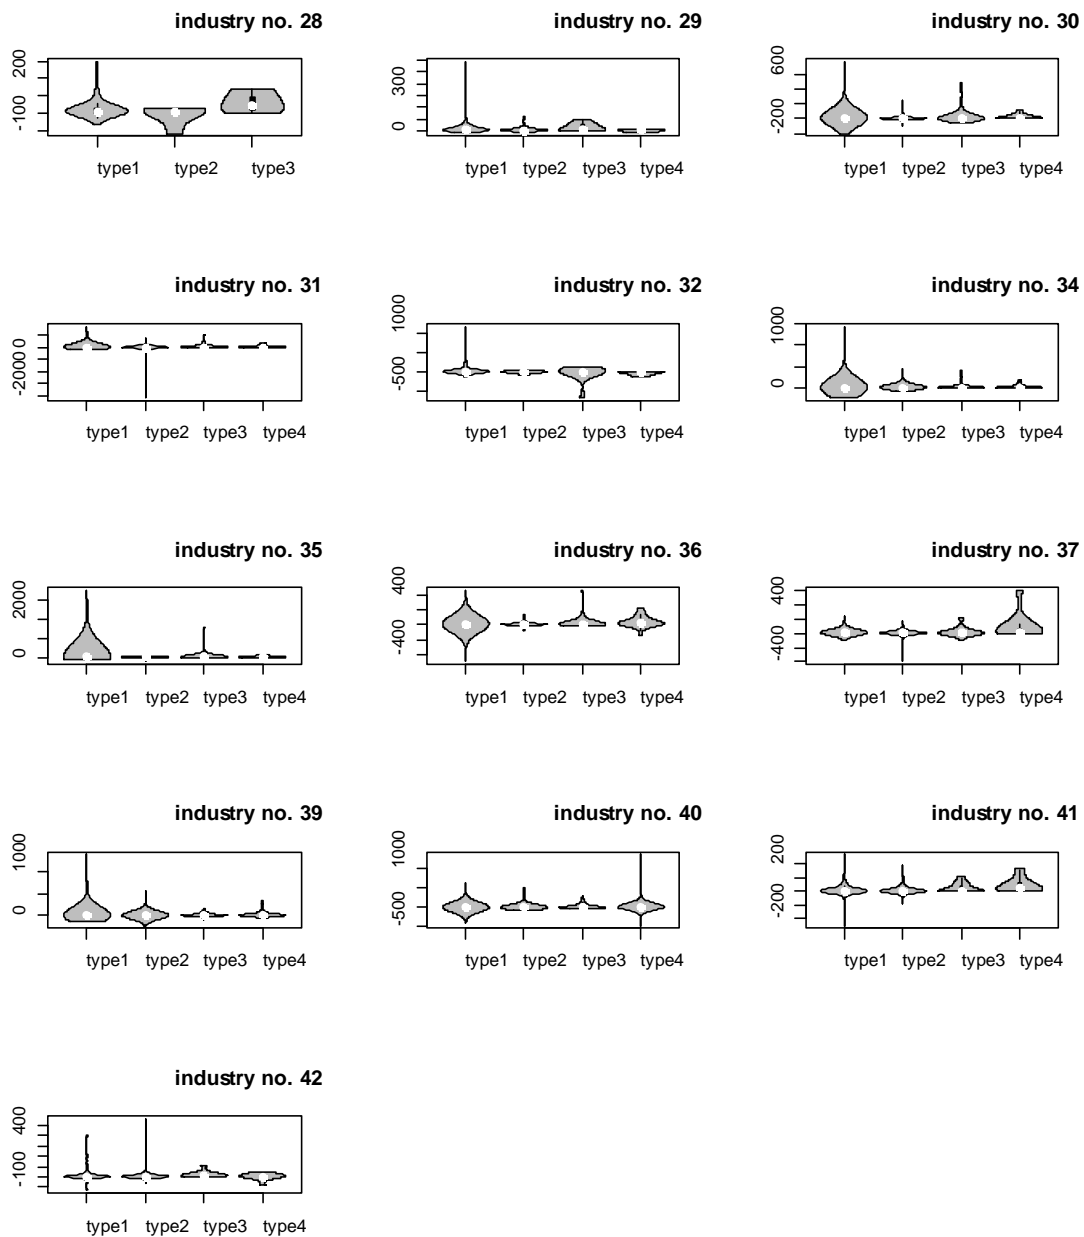 industry no. 28
200
-100
type1 type2 type3
industry no. 29
300
0
type1 type2 type3 type4
industry no. 30
600
-200
type1 type2 type3 type4
industry no. 31
0
-2000
type1 type2 type3 type4
industry no. 32
1000
-500
type1 type2 type3 type4
industry no. 34
1000
0
type1 type2 type3 type4
industry no. 35
2000
0
type1 type2 type3 type4
industry no. 36
400
-400
type1 type2 type3 type4
industry no. 37
400
-400
type1 type2 type3 type4
industry no. 39
1000
0
type1 type2 type3 type4
industry no. 40
1000
-500
type1 type2 type3 type4
industry no. 41
200
-200
type1 type2 type3 type4
industry no. 42
400
-100
type1 type2 type3 type4